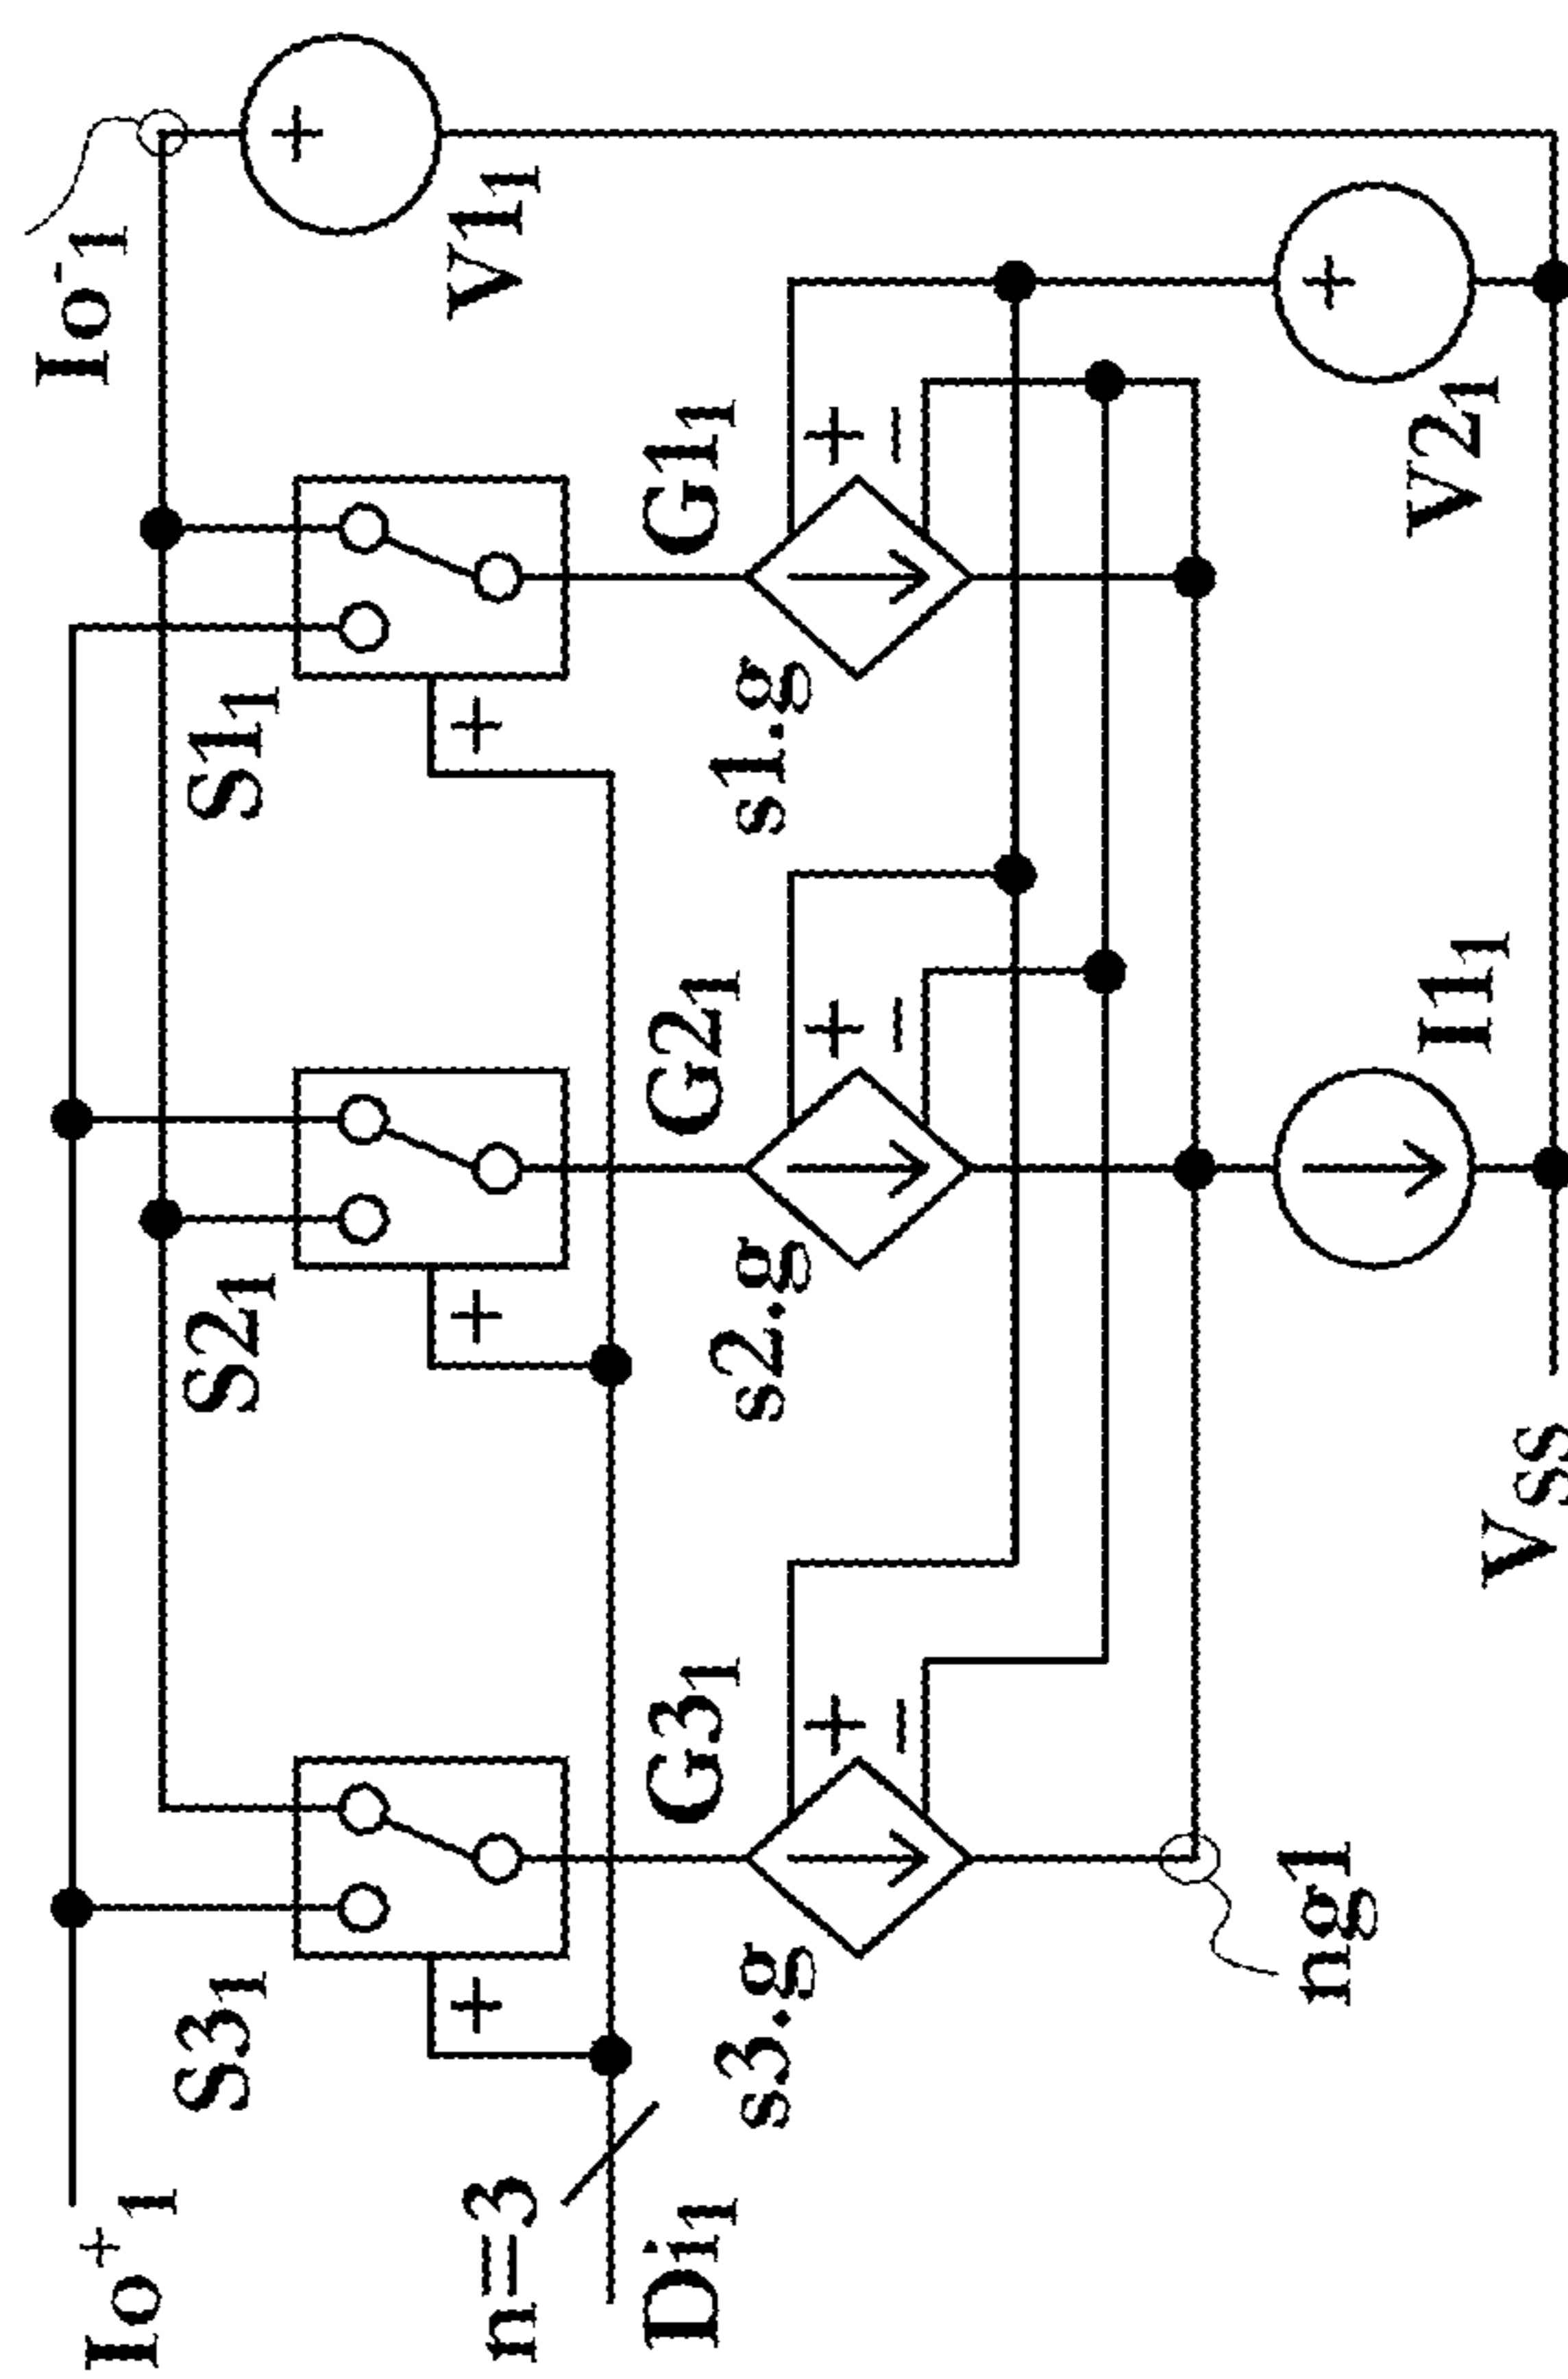 Io⁺₁
Io⁻₁
S3₁
S2₁
S1₁
+
+
+
+
V1₁
n=3
Di₁
G3₁
G2₁
G1₁
s3.g
s2.g
s1.g
+
−
+
−
+
−
ng1
+
I1₁
V2₁
VSS